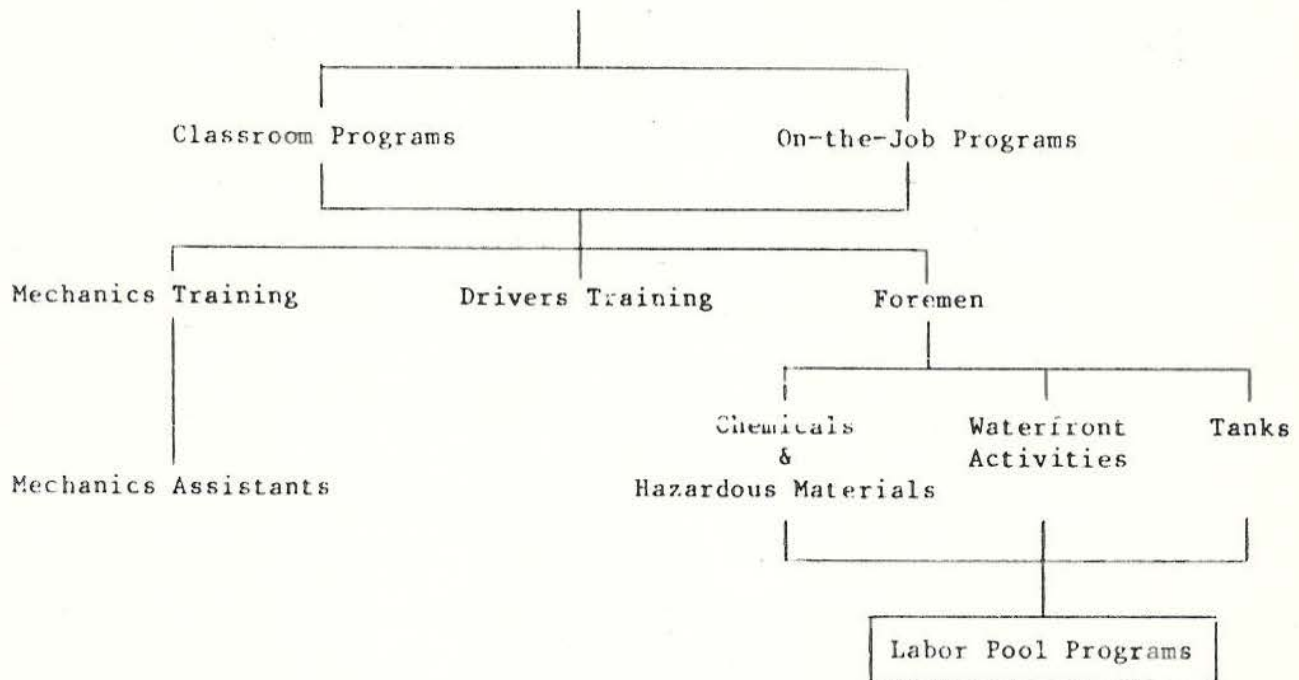 Classroom Programs On-the-Job Programs
Mechanics Training Drivers Training Foremen
Chemicals Waterfront Tanks
& Activities
Mechanics Assistants Hazardous Materials
Labor Pool Programs